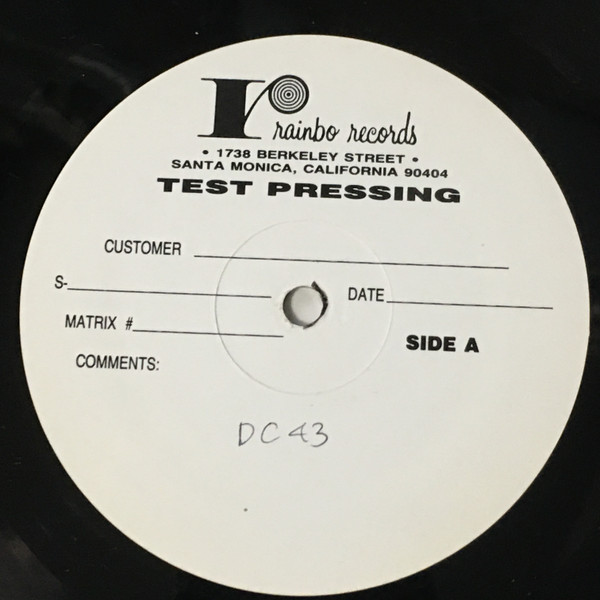 r rainbo records
• 1738 BERKELEY STREET •
SANTA MONICA, CALIFORNIA 90404
TEST PRESSING
CUSTOMER
S-
DATE
MATRIX #
SIDE A
COMMENTS:
DC43